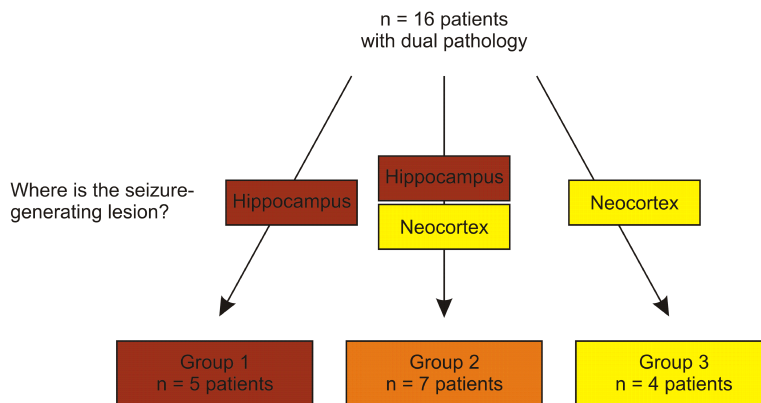 n = 16 patients
with dual pathology
Where is the seizure-
generating lesion?
Hippocampus
Hippocampus
Neocortex
Neocortex
Group 1
n = 5 patients
Group 2
n = 7 patients
Group 3
n = 4 patients